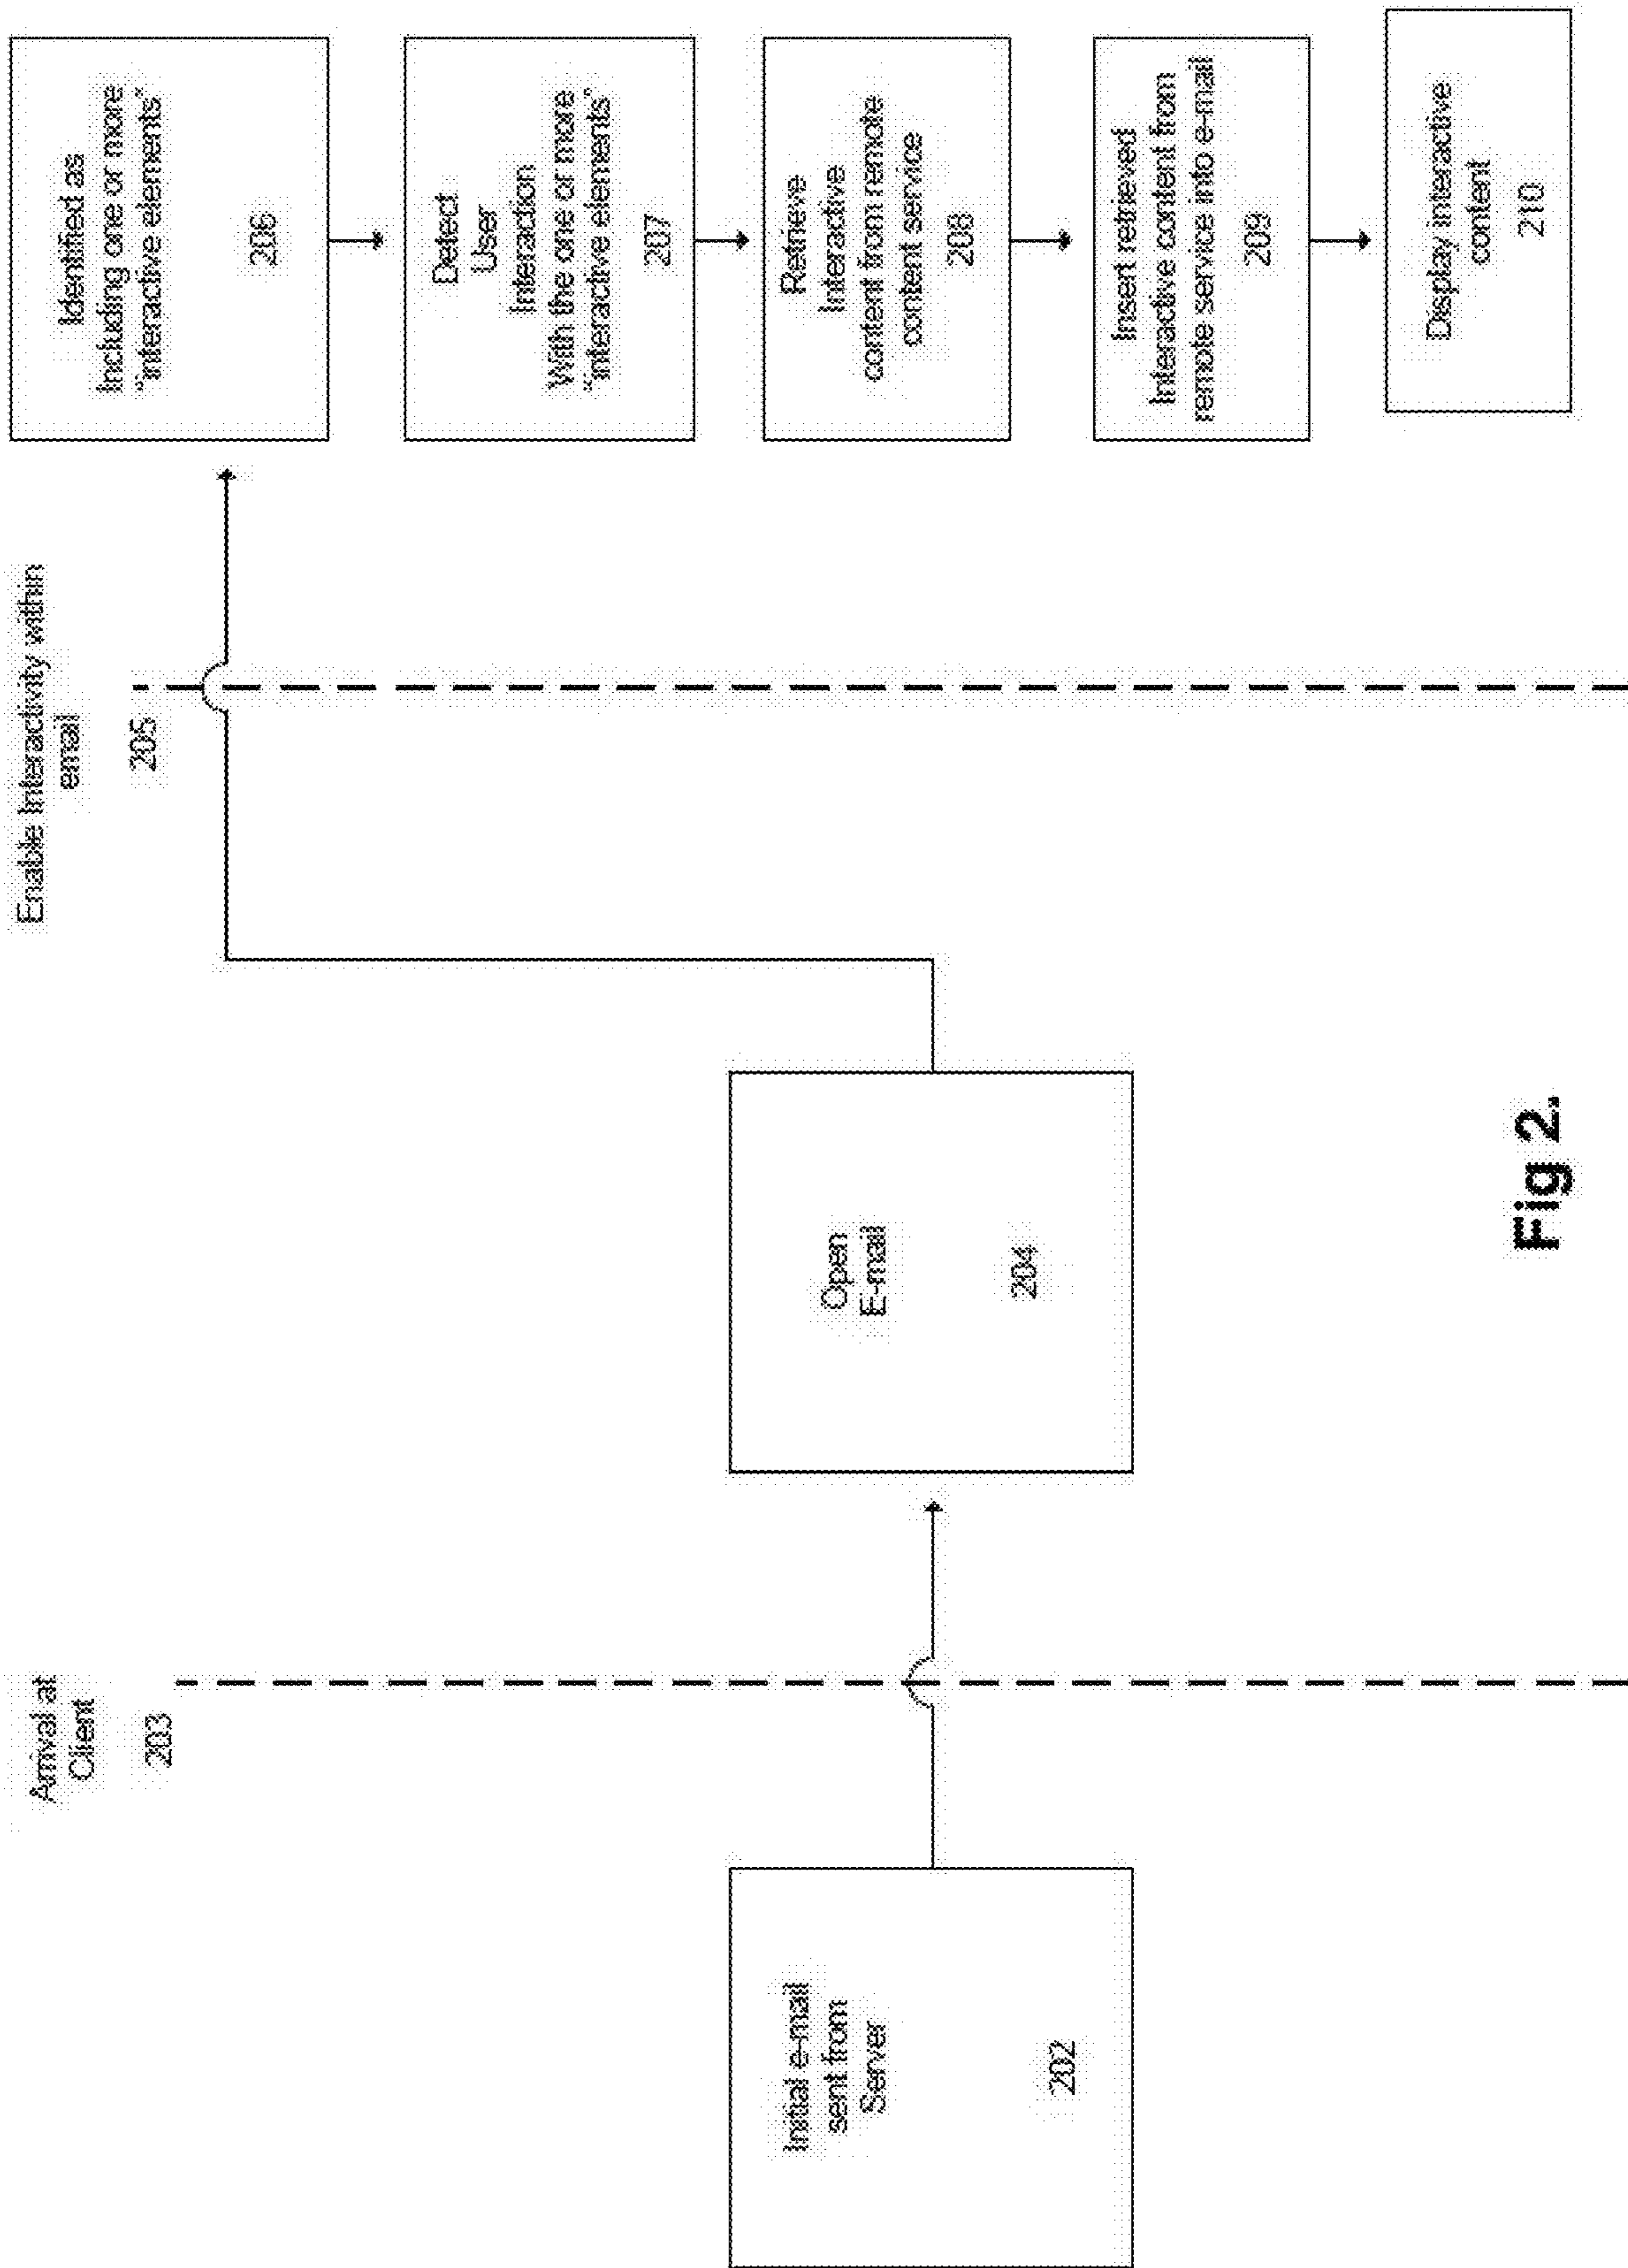 Initial e-mail
sent from
Server
202
Arrival at
Client
203
Open
E-mail
204
Enable Interactivity within
email
205
Identified as
Including one or more
"interactive elements"
206
Detect
User
Interaction
With the one or more
"interactive elements"
207
Retrieve
Interactive
content from remote
content service
208
Insert retrieved
Interactive content from
remote service into e-mail
209
Display interactive
content
210
Fig 2.